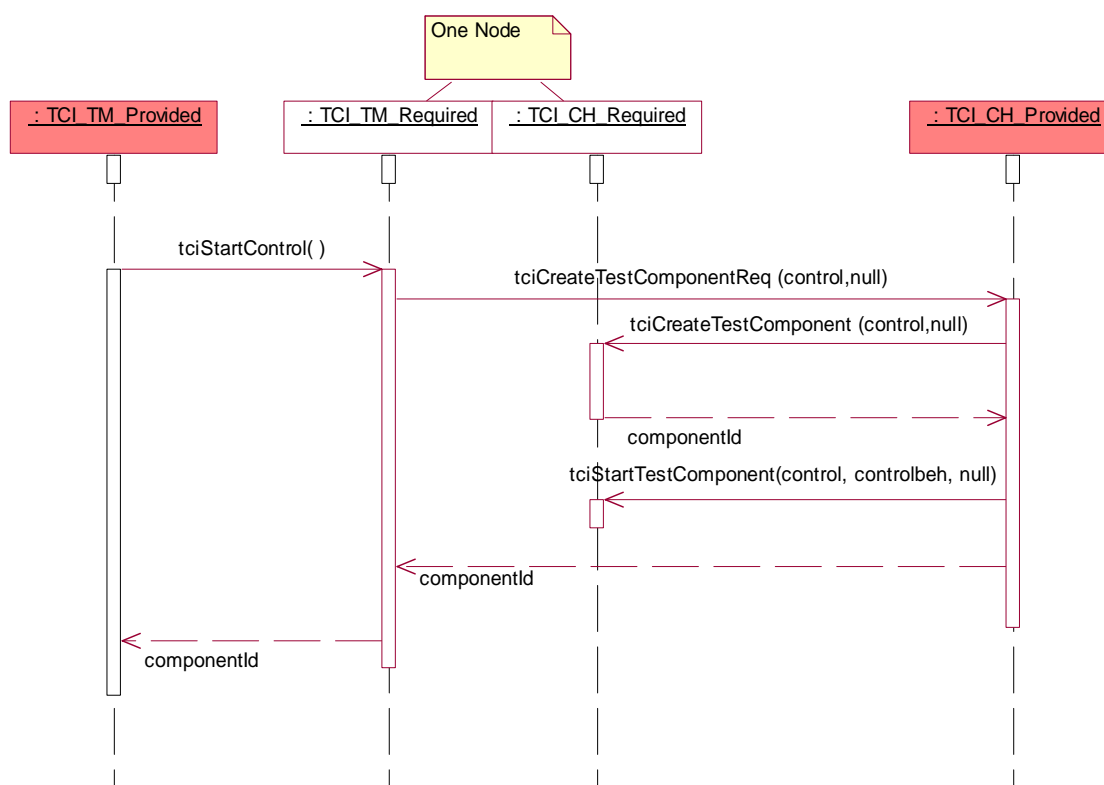 One Node
: TCI_TM_Provided
: TCI_TM_Required
: TCI_CH_Required
: TCI_CH_Provided
tciStartControl( )
tciCreateTestComponentReq (control,null)
tciCreateTestComponent (control,null)
componentId
tciStartTestComponent(control, controlbeh, null)
componentId
componentId